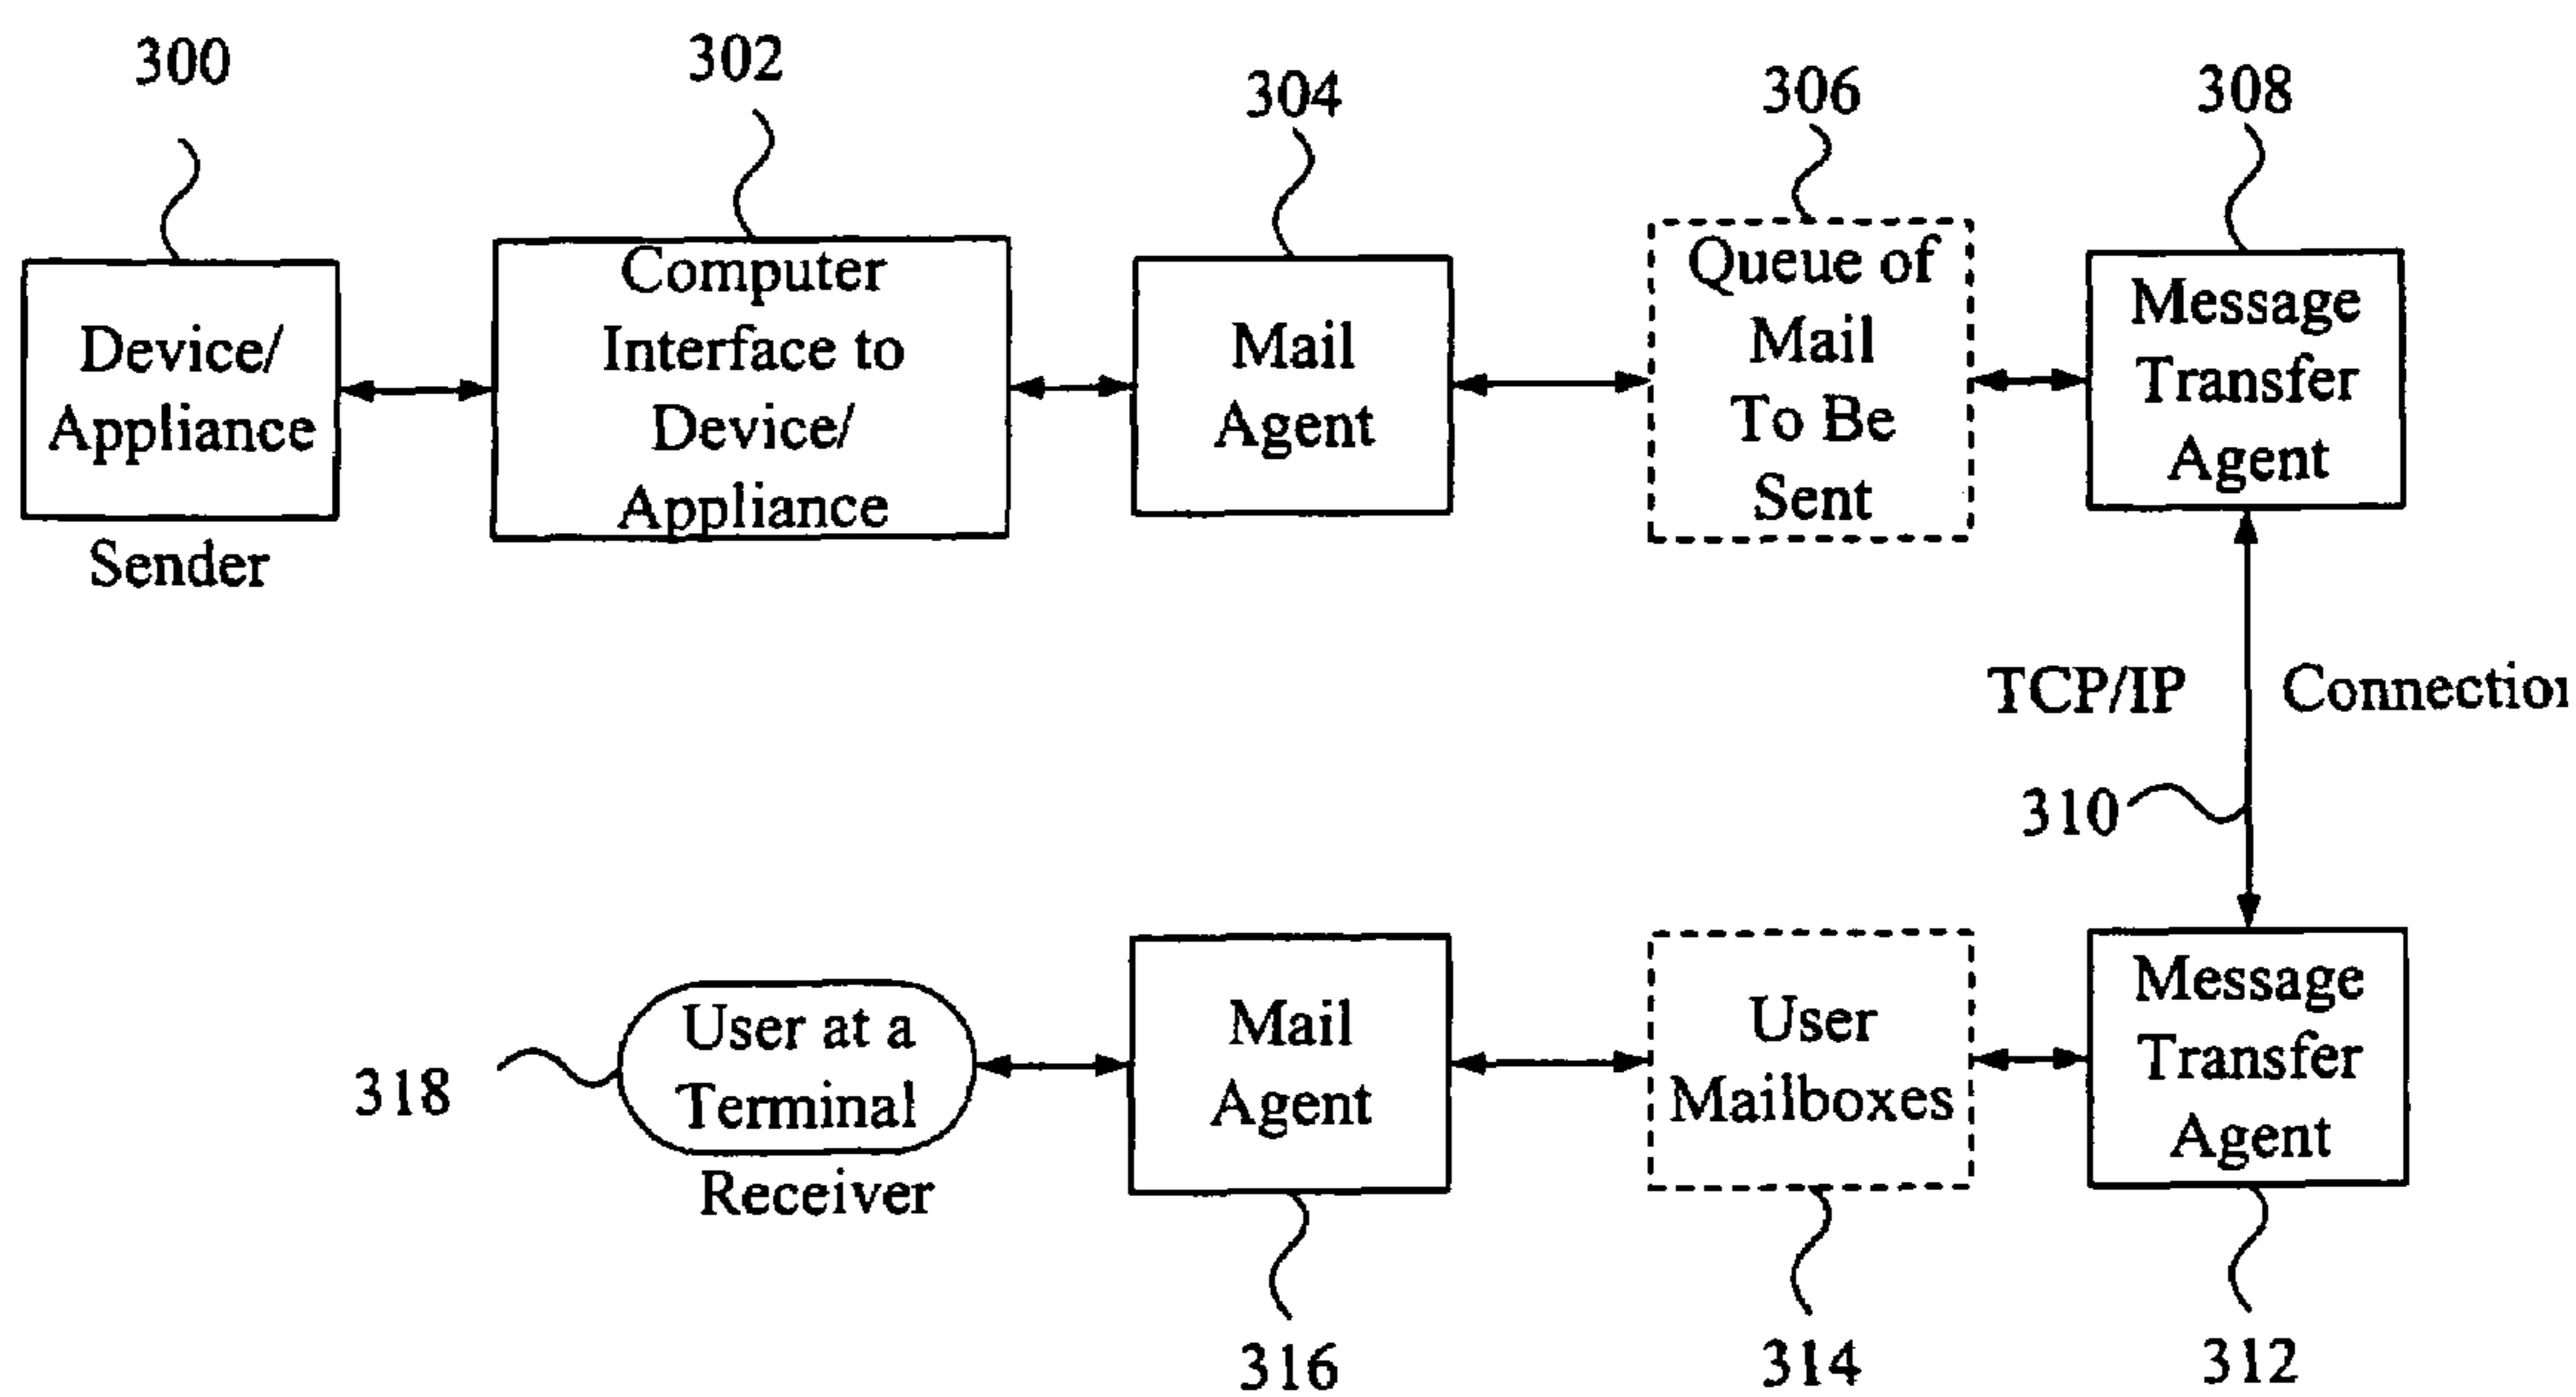 300
302
304
306
308
Device/
Appliance
Sender
Computer
Interface to
Device/
Appliance
Mail
Agent
Queue of
Mail
To Be
Sent
Message
Transfer
Agent
TCP/IP Connection
310
318
User at a
Terminal
Receiver
Mail
Agent
User
Mailboxes
Message
Transfer
Agent
316
314
312